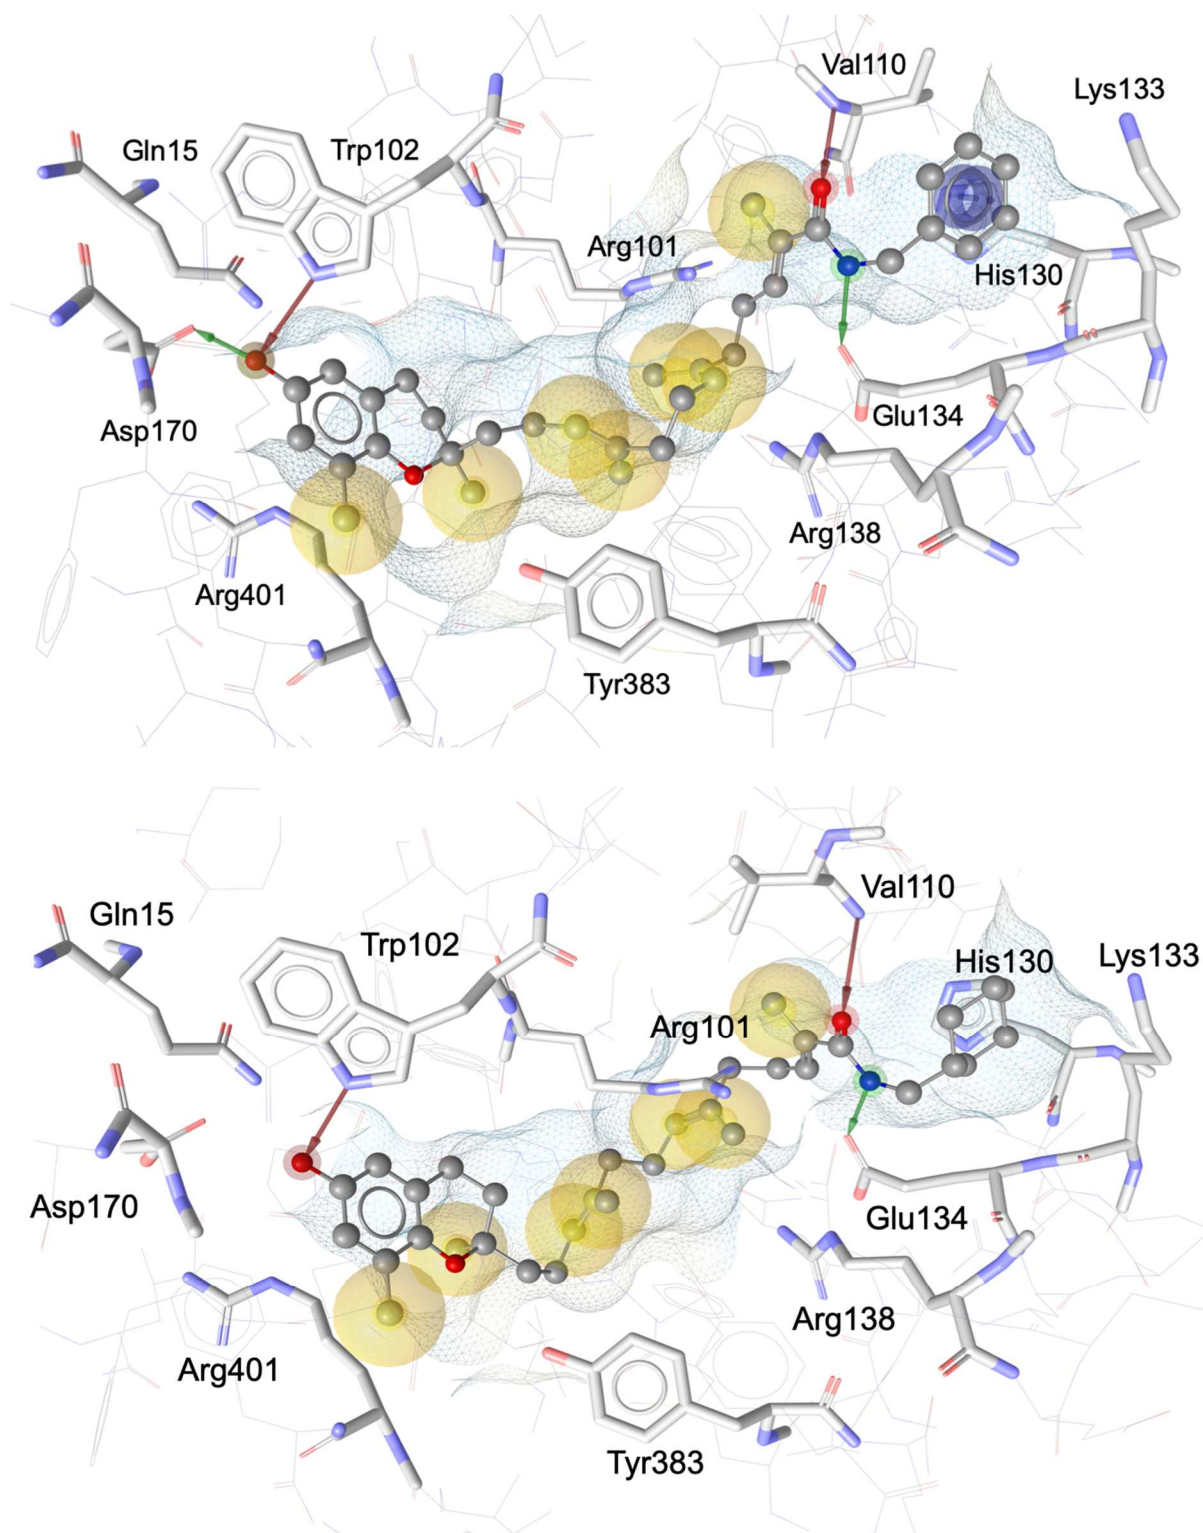 Val110
Lys133
Gln15
Trp102
Arg101
His130
Asp170
Glu134
Arg138
Arg401
Tyr383
Gln15
Val110
Trp102
His130
Lys133
Arg101
Asp170
Glu134
Arg138
Arg401
Tyr383